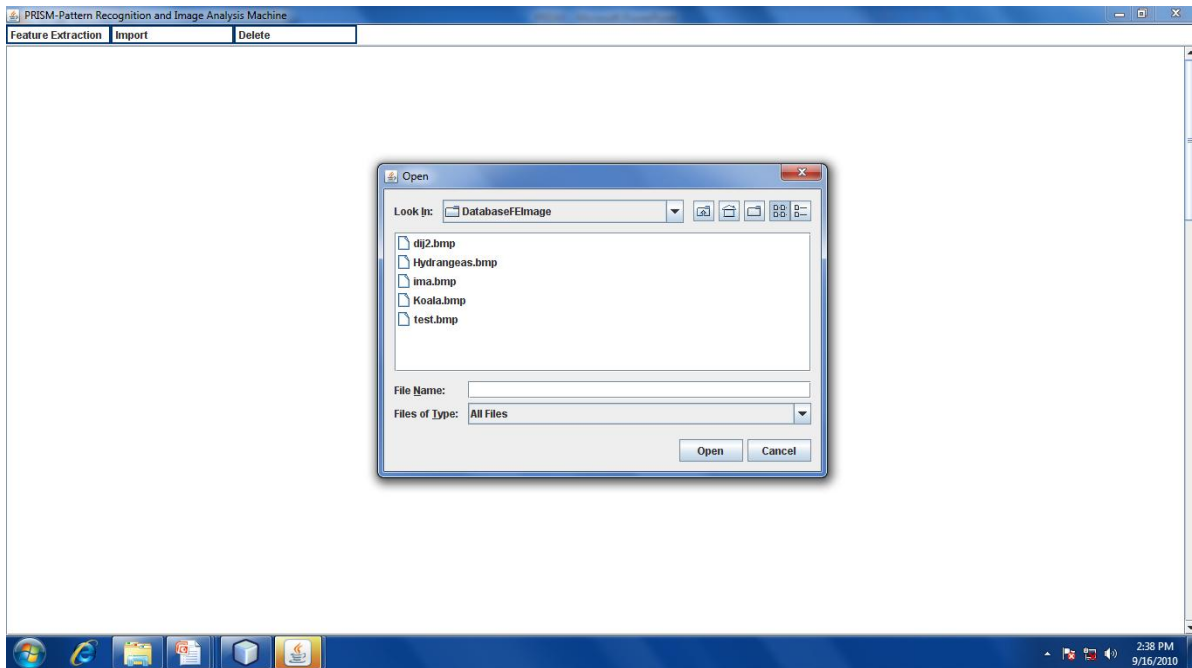 PRISM-Pattern Recognition and Image Analysis Machine
Feature Extraction Import Delete
Open
Look In: DatabaseFEImage
dij2.bmp
Hydrangeas.bmp
ima.bmp
Koala.bmp
test.bmp
File Name:
Files of Type: All Files
Open Cancel
2:38 PM
9/16/2010